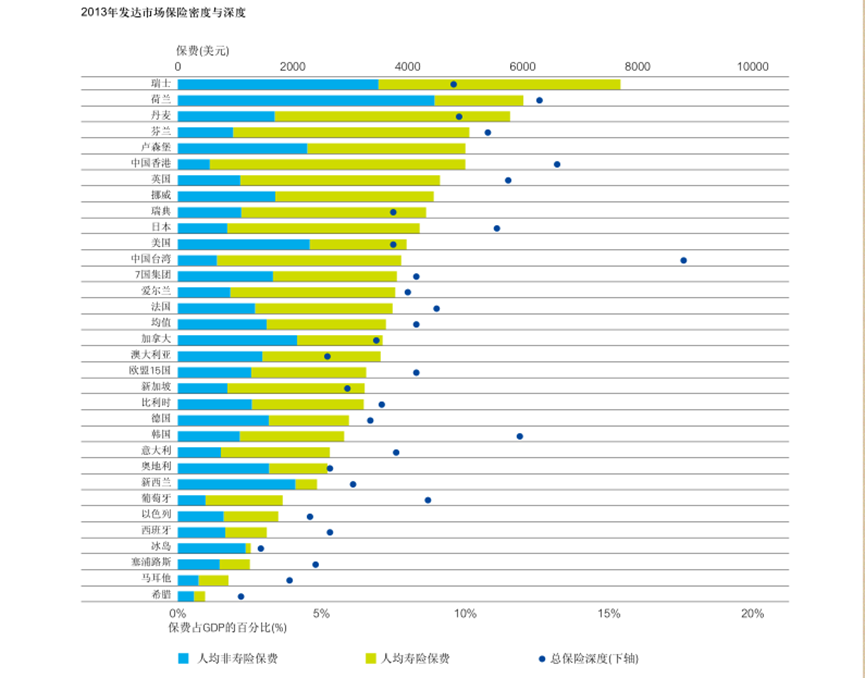 2013年发达市场保险密度与深度
保费(美元)
0 2000 4000 6000 8000 10000
瑞士
荷兰
丹麦
芬兰
卢森堡
中国香港
英国
挪威
瑞典
日本
美国
中国台湾
7国集团
爱尔兰
法国
均值
加拿大
澳大利亚
欧盟15国
新加坡
比利时
德国
韩国
意大利
奥地利
新西兰
葡萄牙
以色列
西班牙
冰岛
塞浦路斯
马耳他
希腊
0% 5% 10% 15% 20%
保费占GDP的百分比(%)
人均非寿险保费 人均寿险保费 总保险深度(下轴)